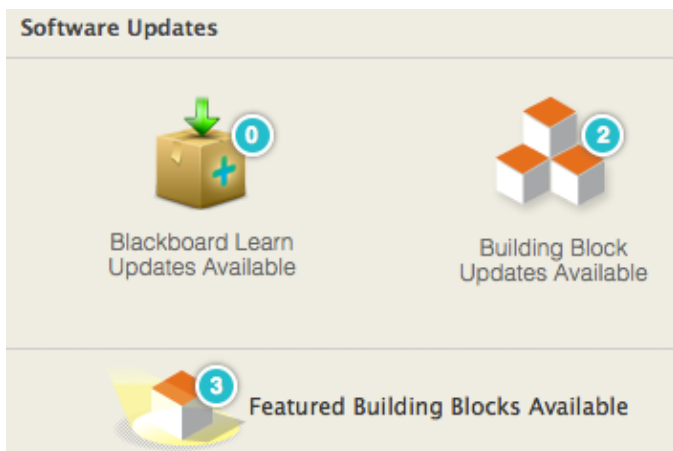 Software Updates
0
2
Blackboard Learn
Updates Available
Building Block
Updates Available
3
Featured Building Blocks Available